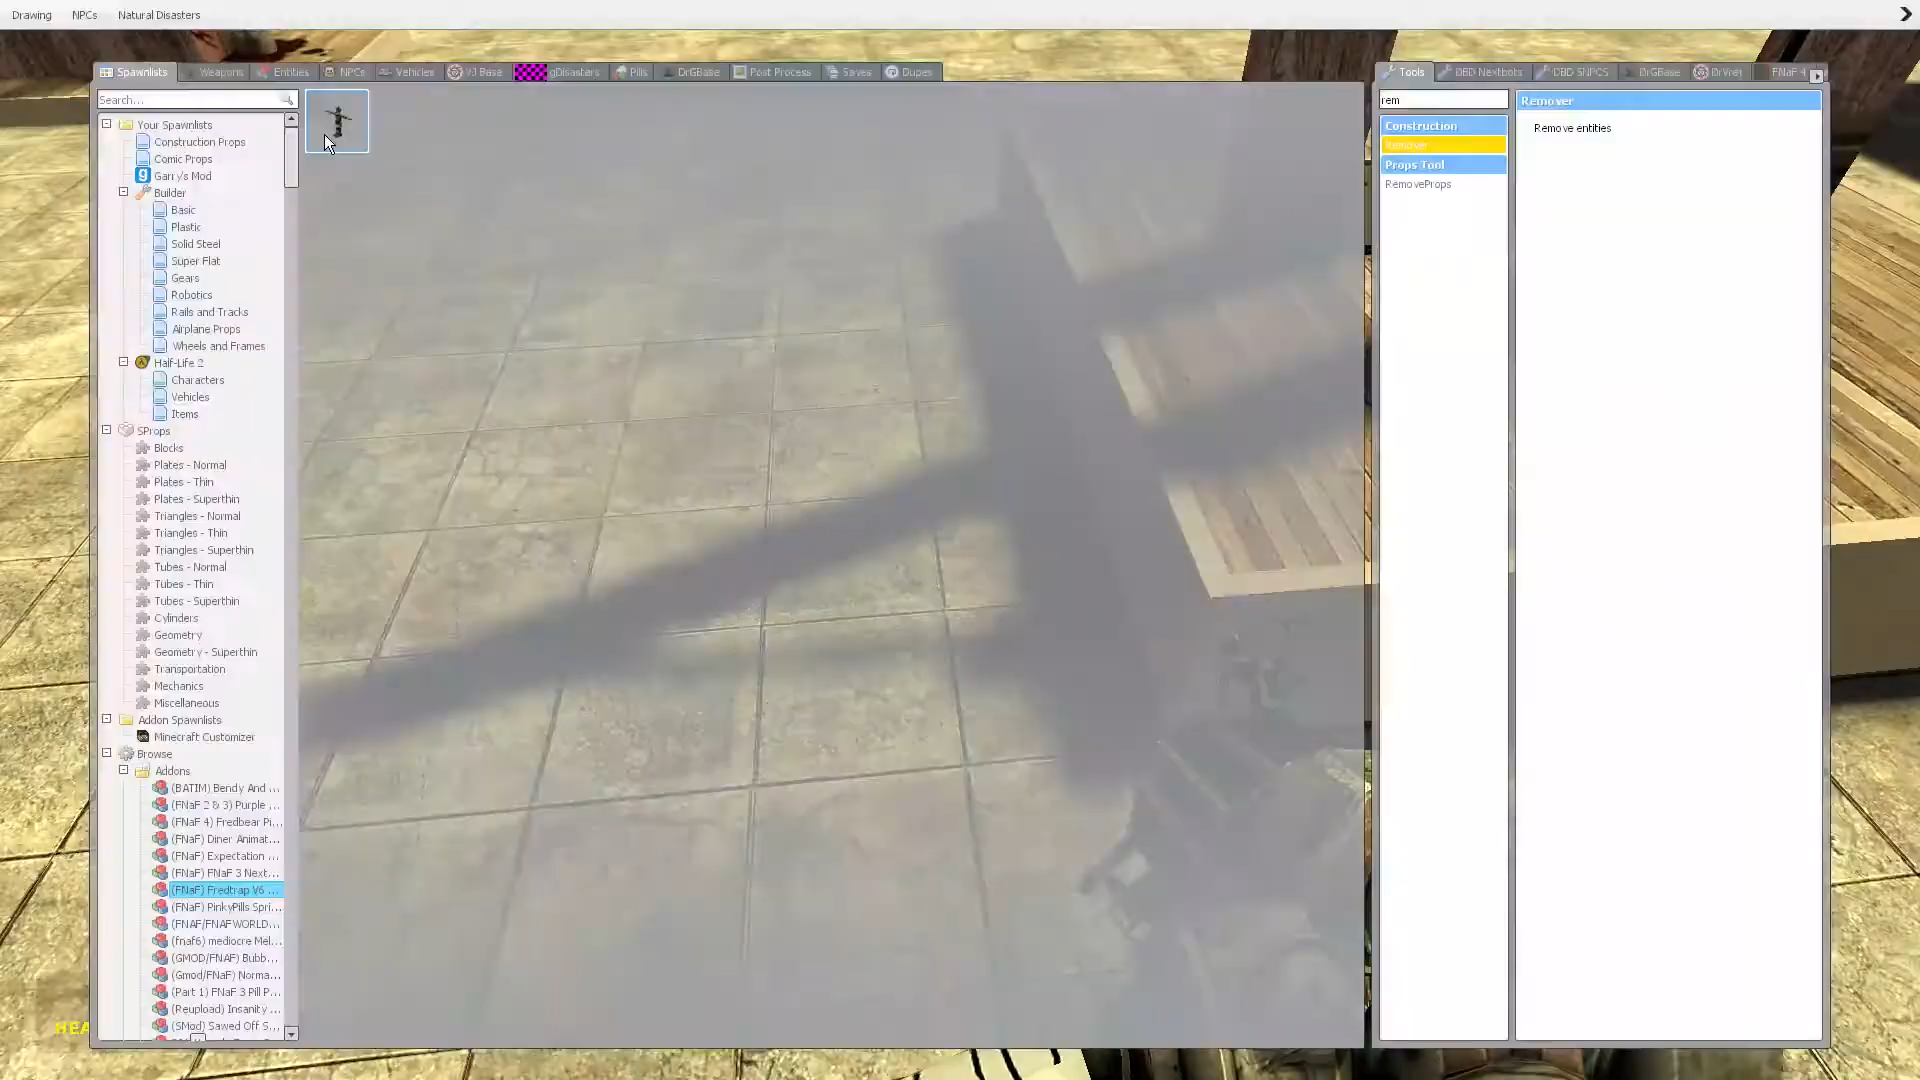 Drawing NPCs Natural Disasters
Spawnlists Weapons Entities NPCs Vehicles VJ Base gDisasters Pills DrGBase Post Process Saves Dupes
Tools DBD Nextbots DBD SNPCS DrGBase DrVrej FNaF 4
Search...
Your Spawnlists
Construction Props
Comic Props
Garry's Mod
Builder
Basic
Plastic
Solid Steel
Super Flat
Gears
Robotics
Rails and Tracks
Airplane Props
Wheels and Frames
Half-Life 2
Characters
Vehicles
Items
SProps
Blocks
Plates - Normal
Plates - Thin
Plates - Superthin
Triangles - Normal
Triangles - Thin
Triangles - Superthin
Tubes - Normal
Tubes - Thin
Tubes - Superthin
Cylinders
Geometry
Geometry - Superthin
Transportation
Mechanics
Miscellaneous
Addon Spawnlists
Minecraft Customizer
Browse
Addons
(BATIM) Bendy And ...
(FNaF 2 & 3) Purple ...
(FNaF 4) Fredbear Pi...
(FNaF) Diner Animat...
(FNaF) Expectation ...
(FNaF) FNaF 3 Next...
(FNaF) Fredtrap V6 ...
(FNaF) PinkyPills Spri...
(FNAF/FNAFWORLD...
(fnaf6) mediocre Mel...
(GMOD/FNAF) Bubb...
(Gmod/FNaF) Norma...
(Part 1) FNaF 3 Pill P...
(Reupload) Insanity ...
(SMod) Sawed Off S...
HEA
rem
Construction
Remover
Props Tool
RemoveProps
Remover
Remove entities